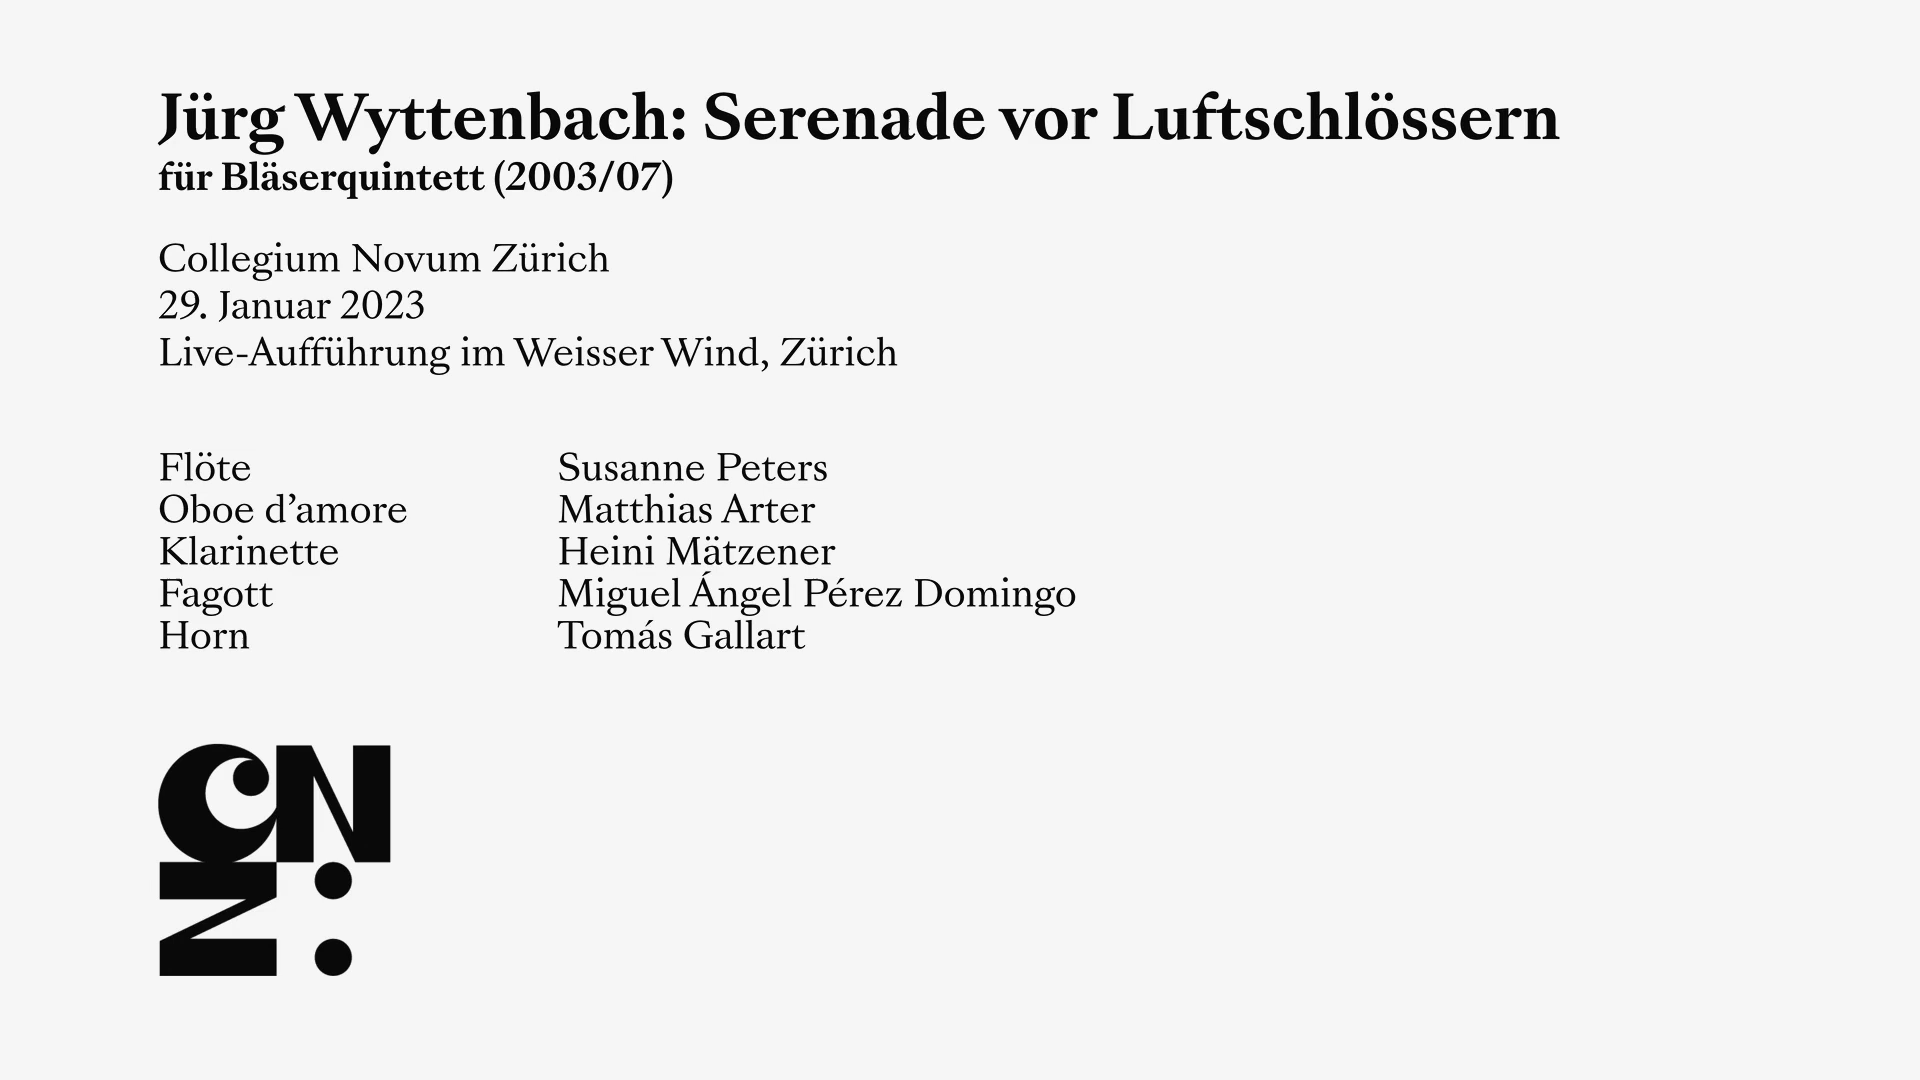 Jürg Wyttenbach: Serenade vor Luftschlössern
für Bläserquintett (2003/07)
Collegium Novum Zürich
29. Januar 2023
Live-Aufführung im Weisser Wind, Zürich
Flöte Susanne Peters
Oboe d’amore Matthias Arter
Klarinette Heini Mätzener
Fagott Miguel Ángel Pérez Domingo
Horn Tomás Gallart
CN
Z: